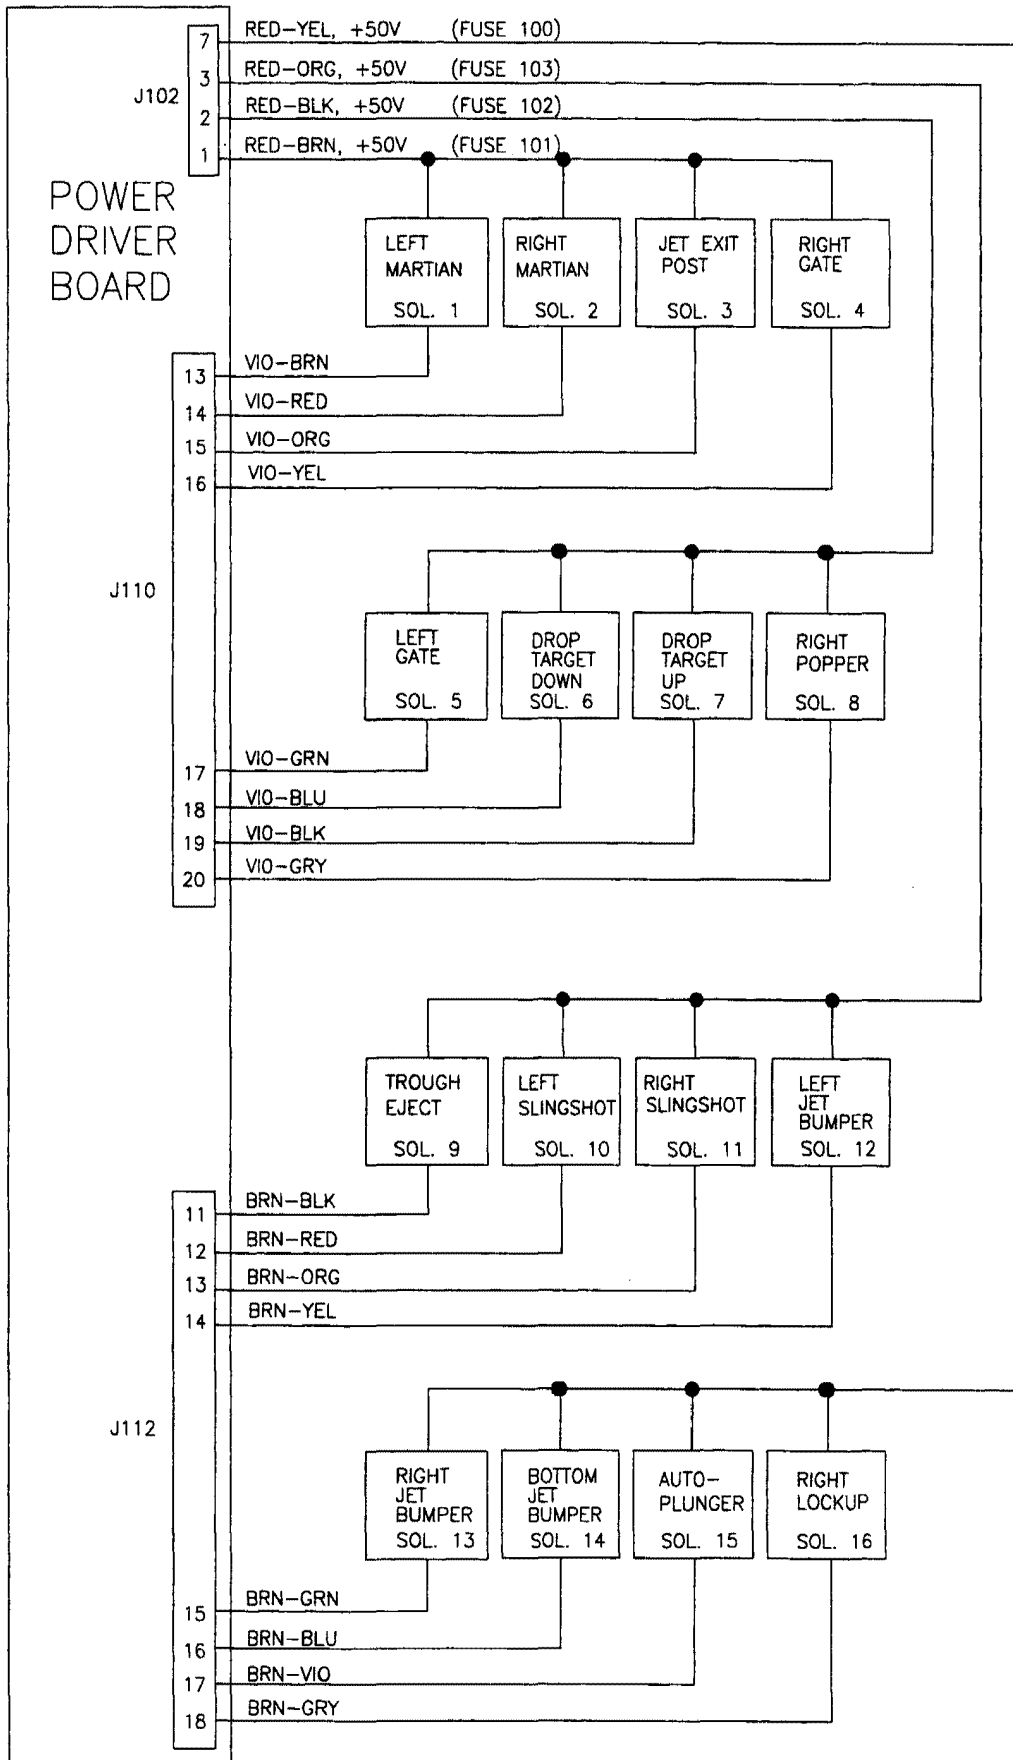 7 RED-YEL, +50V (FUSE 100)
3 RED-ORG, +50V (FUSE 103)
J102
2 RED-BLK, +50V (FUSE 102)
1 RED-BRN, +50V (FUSE 101)
POWER
DRIVER
BOARD
LEFT
MARTIAN
SOL. 1
RIGHT
MARTIAN
SOL. 2
JET EXIT
POST
SOL. 3
RIGHT
GATE
SOL. 4
13 VIO-BRN
14 VIO-RED
15 VIO-ORG
16 VIO-YEL
J110
LEFT
GATE
SOL. 5
DROP
TARGET
DOWN
SOL. 6
DROP
TARGET
UP
SOL. 7
RIGHT
POPPER
SOL. 8
17 VIO-GRN
18 VIO-BLU
19 VIO-BLK
20 VIO-GRY
TROUGH
EJECT
SOL. 9
LEFT
SLINGSHOT
SOL. 10
RIGHT
SLINGSHOT
SOL. 11
LEFT
JET
BUMPER
SOL. 12
11 BRN-BLK
12 BRN-RED
13 BRN-ORG
14 BRN-YEL
J112
RIGHT
JET
BUMPER
SOL. 13
BOTTOM
JET
BUMPER
SOL. 14
AUTO-
PLUNGER
SOL. 15
RIGHT
LOCKUP
SOL. 16
15 BRN-GRN
16 BRN-BLU
17 BRN-VIO
18 BRN-GRY